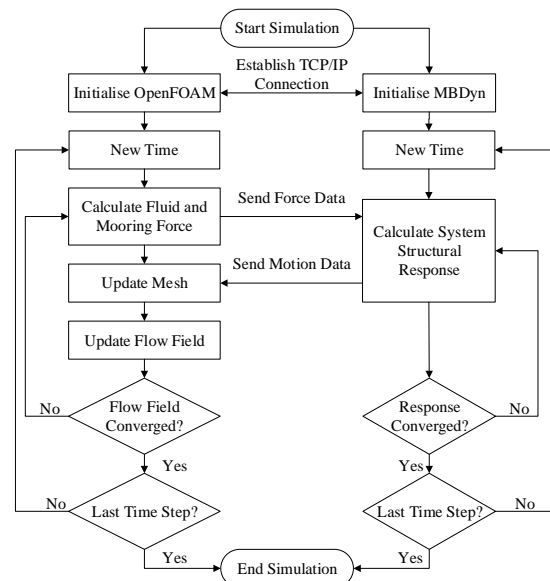 Start Simulation
Establish TCP/IP
Connection
Initialise OpenFOAM
Initialise MBDyn
New Time
New Time
Calculate Fluid and
Mooring Force
Send Force Data
Calculate System
Structural
Response
Send Motion Data
Update Mesh
Update Flow Field
No
Flow Field
Converged?
Response
Converged?
No
Yes
Yes
No
Last Time Step?
Last Time Step?
No
Yes
End Simulation
Yes